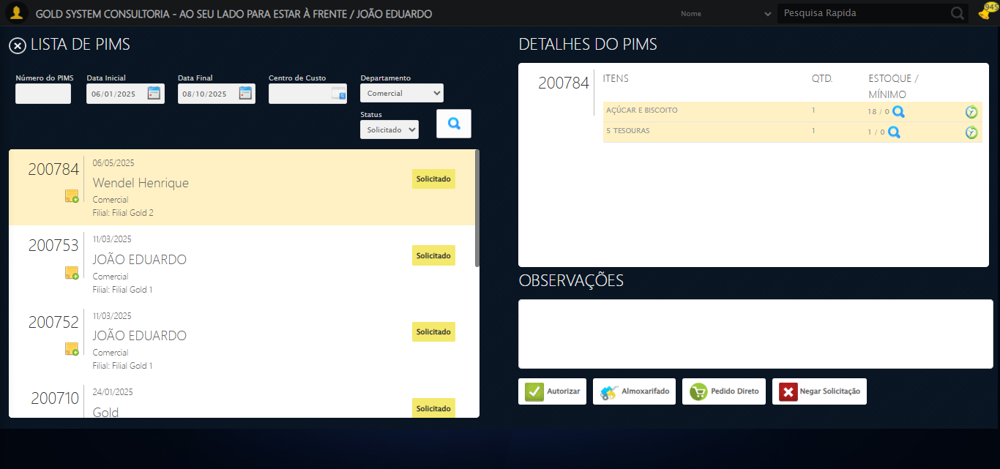 GOLD SYSTEM CONSULTORIA - AO SEU LADO PARA ESTAR À FRENTE / JOÃO EDUARDO
Nome
Pesquisa Rapida
945
LISTA DE PIMS
Número do PIMS
Data Inicial
Data Final
Centro de Custo
Departamento
06/01/2025
08/10/2025
Comercial
Status
Solicitado
200784
06/05/2025
Wendel Henrique
Comercial
Filial: Filial Gold 2
Solicitado
200753
11/03/2025
JOÃO EDUARDO
Comercial
Filial: Filial Gold 1
Solicitado
200752
11/03/2025
JOÃO EDUARDO
Comercial
Filial: Filial Gold 1
Solicitado
200710
24/01/2025
Gold
Solicitado
DETALHES DO PIMS
200784
ITENS
QTD.
ESTOQUE /
MÍNIMO
AÇÚCAR E BISCOITO
1
18 / 0
5 TESOURAS
1
1 / 0
OBSERVAÇÕES
Autorizar
Almoxarifado
Pedido Direto
Negar Solicitação